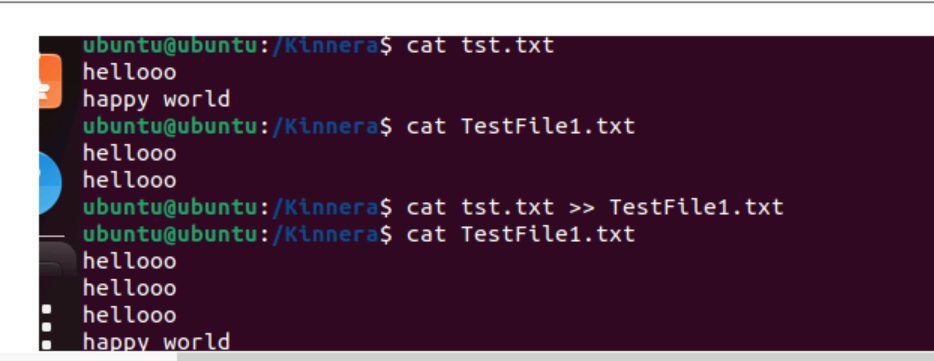 ubuntu@ubuntu:/Kinnera$ cat tst.txt
hellooo
happy world
ubuntu@ubuntu:/Kinnera$ cat TestFile1.txt
hellooo
hellooo
ubuntu@ubuntu:/Kinnera$ cat tst.txt >> TestFile1.txt
ubuntu@ubuntu:/Kinnera$ cat TestFile1.txt
hellooo
hellooo
hellooo
happy world